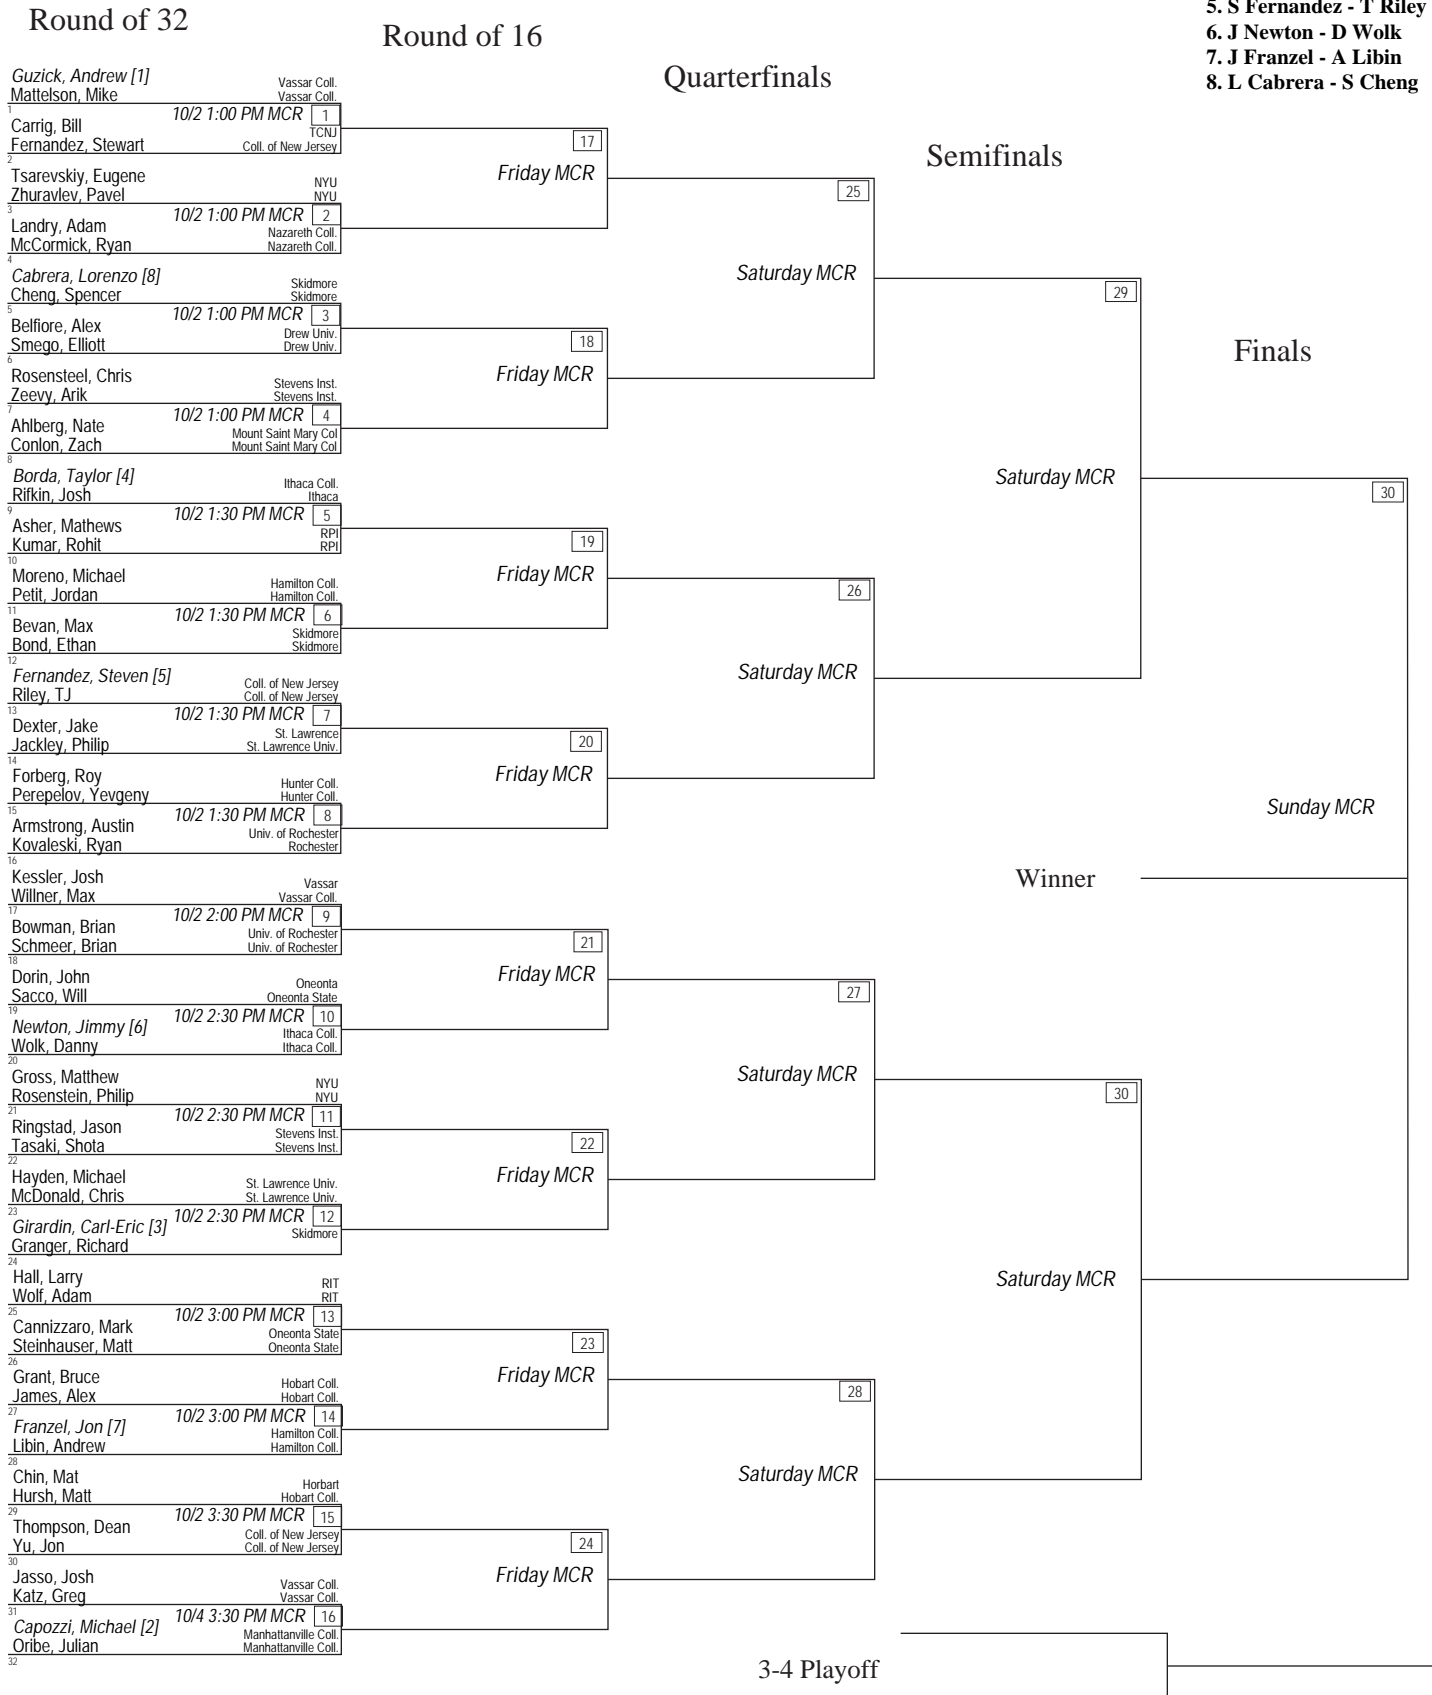 5. S Fernandez - T Riley
6. J Newton - D Wolk
7. J Franzel - A Libin
8. L Cabrera - S Cheng
Round of 32
Round of 16
Quarterfinals
Semifinals
Finals
Guzick, Andrew [1] Vassar Coll.
Mattelson, Mike Vassar Coll.
1 10/2 1:00 PM MCR 1
Carrig, Bill TCNJ
Fernandez, Stewart Coll. of New Jersey
2
Tsarevskiy, Eugene NYU
Zhuravlev, Pavel NYU
3 10/2 1:00 PM MCR 2
Landry, Adam Nazareth Coll.
McCormick, Ryan Nazareth Coll.
4
Cabrera, Lorenzo [8] Skidmore
Cheng, Spencer Skidmore
5 10/2 1:00 PM MCR 3
Belfiore, Alex Drew Univ.
Smego, Elliott Drew Univ.
6
Rosensteel, Chris Stevens Inst.
Zeevy, Arik Stevens Inst.
7 10/2 1:00 PM MCR 4
Ahlberg, Nate Mount Saint Mary Col
Conlon, Zach Mount Saint Mary Col
8
Borda, Taylor [4] Ithaca Coll.
Rifkin, Josh Ithaca
9 10/2 1:30 PM MCR 5
Asher, Mathews RPI
Kumar, Rohit RPI
10
Moreno, Michael Hamilton Coll.
Petit, Jordan Hamilton Coll.
11 10/2 1:30 PM MCR 6
Bevan, Max Skidmore
Bond, Ethan Skidmore
12
Fernandez, Steven [5] Coll. of New Jersey
Riley, TJ Coll. of New Jersey
13 10/2 1:30 PM MCR 7
Dexter, Jake St. Lawrence
Jackley, Philip St. Lawrence Univ.
14
Forberg, Roy Hunter Coll.
Perepelov, Yevgeny Hunter Coll.
15 10/2 1:30 PM MCR 8
Armstrong, Austin Univ. of Rochester
Kovaleski, Ryan Rochester
16
Kessler, Josh Vassar
Willner, Max Vassar Coll.
17 10/2 2:00 PM MCR 9
Bowman, Brian Univ. of Rochester
Schmeer, Brian Univ. of Rochester
18
Dorin, John Oneonta
Sacco, Will Oneonta State
19 10/2 2:30 PM MCR 10
Newton, Jimmy [6] Ithaca Coll.
Wolk, Danny Ithaca Coll.
20
Gross, Matthew NYU
Rosenstein, Philip NYU
21 10/2 2:30 PM MCR 11
Ringstad, Jason Stevens Inst.
Tasaki, Shota Stevens Inst.
22
Hayden, Michael St. Lawrence Univ.
McDonald, Chris St. Lawrence Univ.
23 10/2 2:30 PM MCR 12
Girardin, Carl-Eric [3] Skidmore
Granger, Richard
24
Hall, Larry RIT
Wolf, Adam RIT
25 10/2 3:00 PM MCR 13
Cannizzaro, Mark Oneonta State
Steinhauser, Matt Oneonta State
26
Grant, Bruce Hobart Coll.
James, Alex Hobart Coll.
27 10/2 3:00 PM MCR 14
Franzel, Jon [7] Hamilton Coll.
Libin, Andrew Hamilton Coll.
28
Chin, Mat Horbart
Hursh, Matt Hobart Coll.
29 10/2 3:30 PM MCR 15
Thompson, Dean Coll. of New Jersey
Yu, Jon Coll. of New Jersey
30
Jasso, Josh Vassar Coll.
Katz, Greg Vassar Coll.
31 10/4 3:30 PM MCR 16
Capozzi, Michael [2] Manhattanville Coll.
Oribe, Julian Manhattanville Coll.
32
17
Friday MCR
18
Friday MCR
19
Friday MCR
20
Friday MCR
21
Friday MCR
22
Friday MCR
23
Friday MCR
24
Friday MCR
25
Saturday MCR
26
Saturday MCR
27
Saturday MCR
28
Saturday MCR
29
Saturday MCR
30
Saturday MCR
30
Sunday MCR
Winner
3-4 Playoff